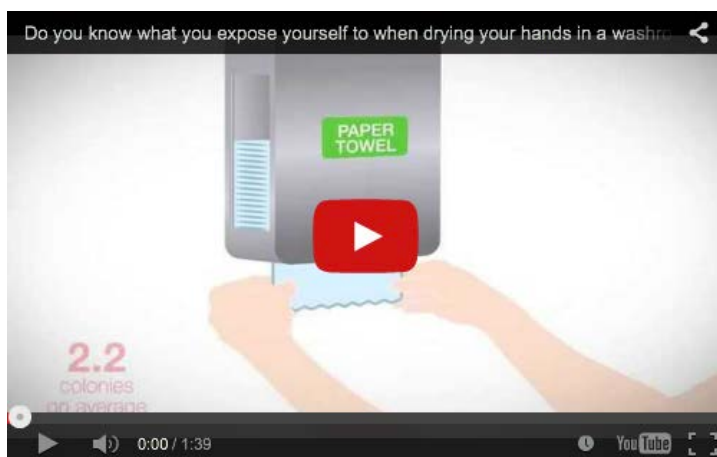 Do you know what you expose yourself to when drying your hands in a washro
PAPER
TOWEL
2.2
colonies
on average
0:00 / 1:39
YouTube